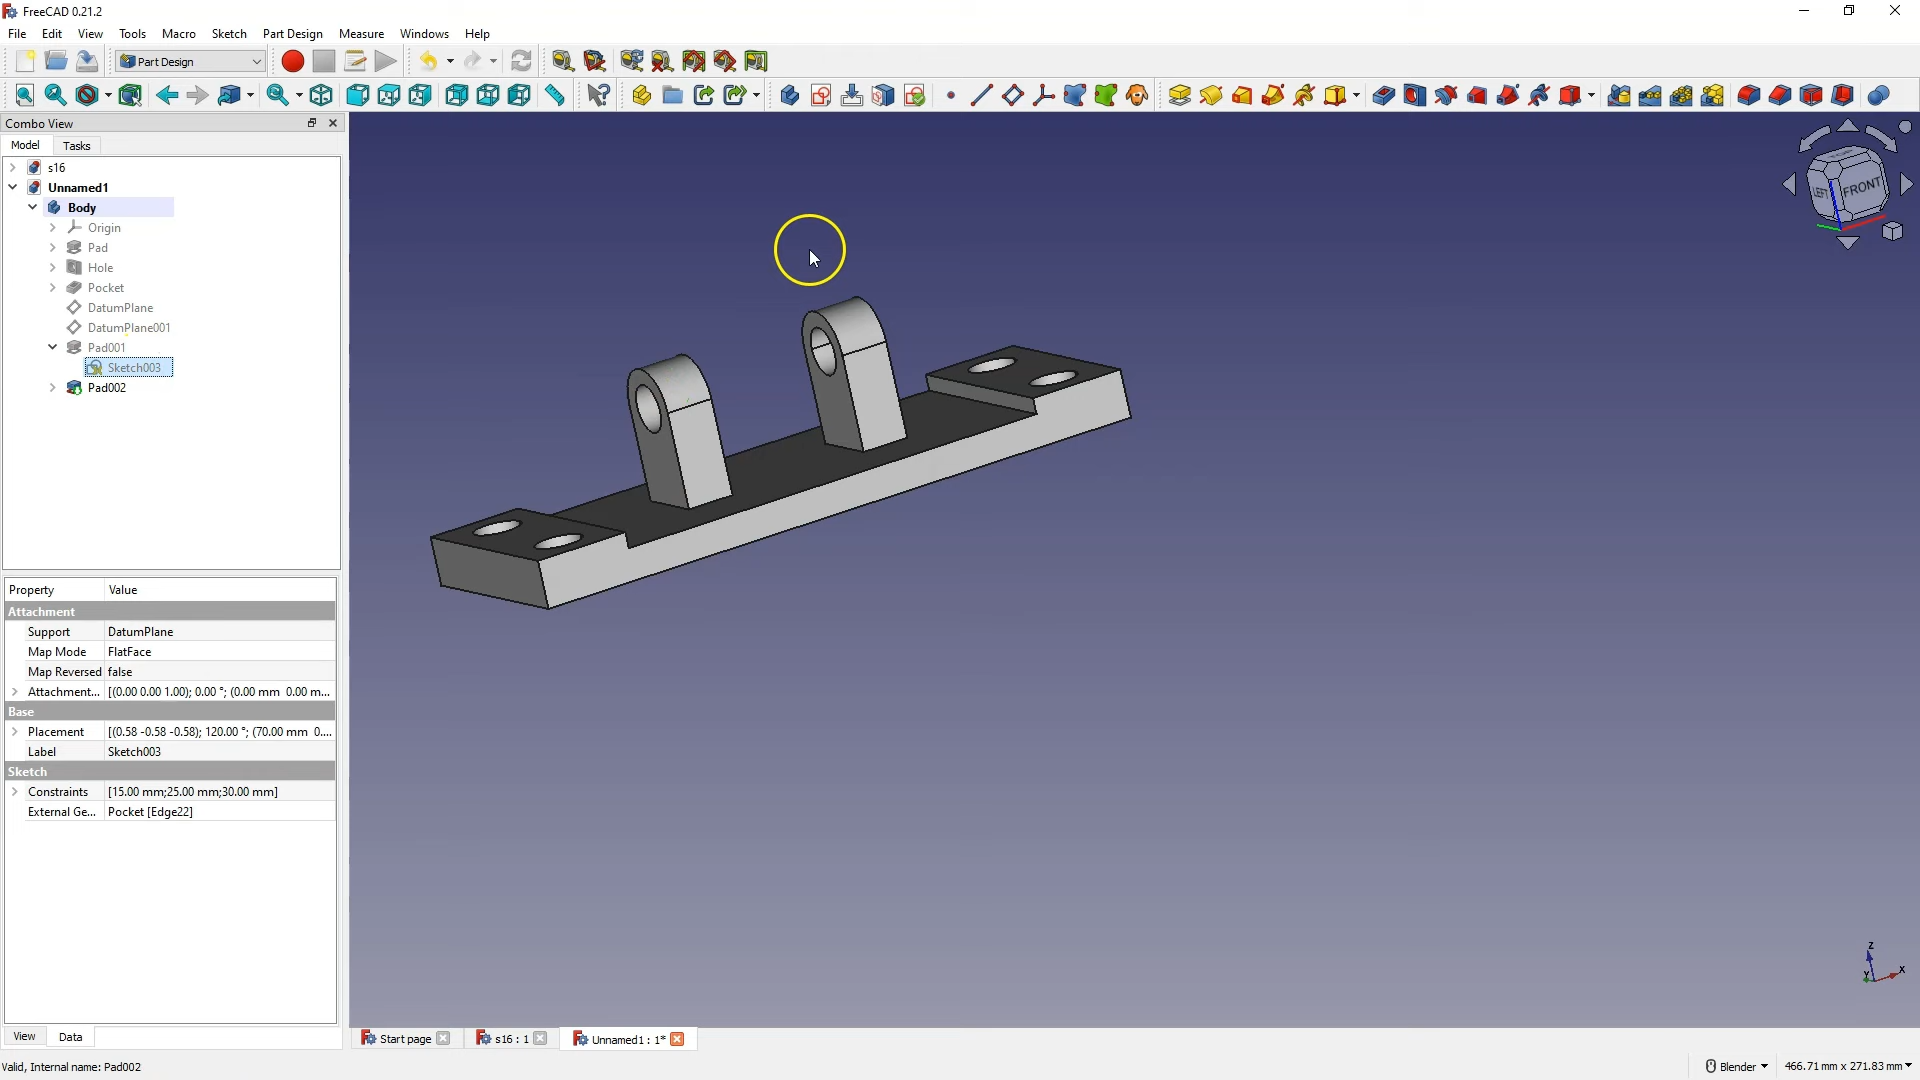 FreeCAD 0.21.2
File Edit View Tools Macro Sketch Part Design Measure Windows Help
Part Design
Combo View
Model Tasks
s16
Unnamed1
Body
Origin
Pad
Hole
Pocket
DatumPlane
DatumPlane001
Pad001
Sketch003
Pad002
Property Value
Attachment
Support DatumPlane
Map Mode FlatFace
Map Reversed false
Attachment... [(0.00 0.00 1.00); 0.00 °; (0.00 mm 0.00 m...
Base
Placement [(0.58 -0.58 -0.58); 120.00 °; (70.00 mm 0....
Label Sketch003
Sketch
Constraints [15.00 mm;25.00 mm;30.00 mm]
External Ge... Pocket [Edge22]
View Data
TOP
LEFT FRONT
Z
Y X
Start page s16 : 1 Unnamed1 : 1*
Valid, Internal name: Pad002
Blender 466.71 mm x 271.83 mm